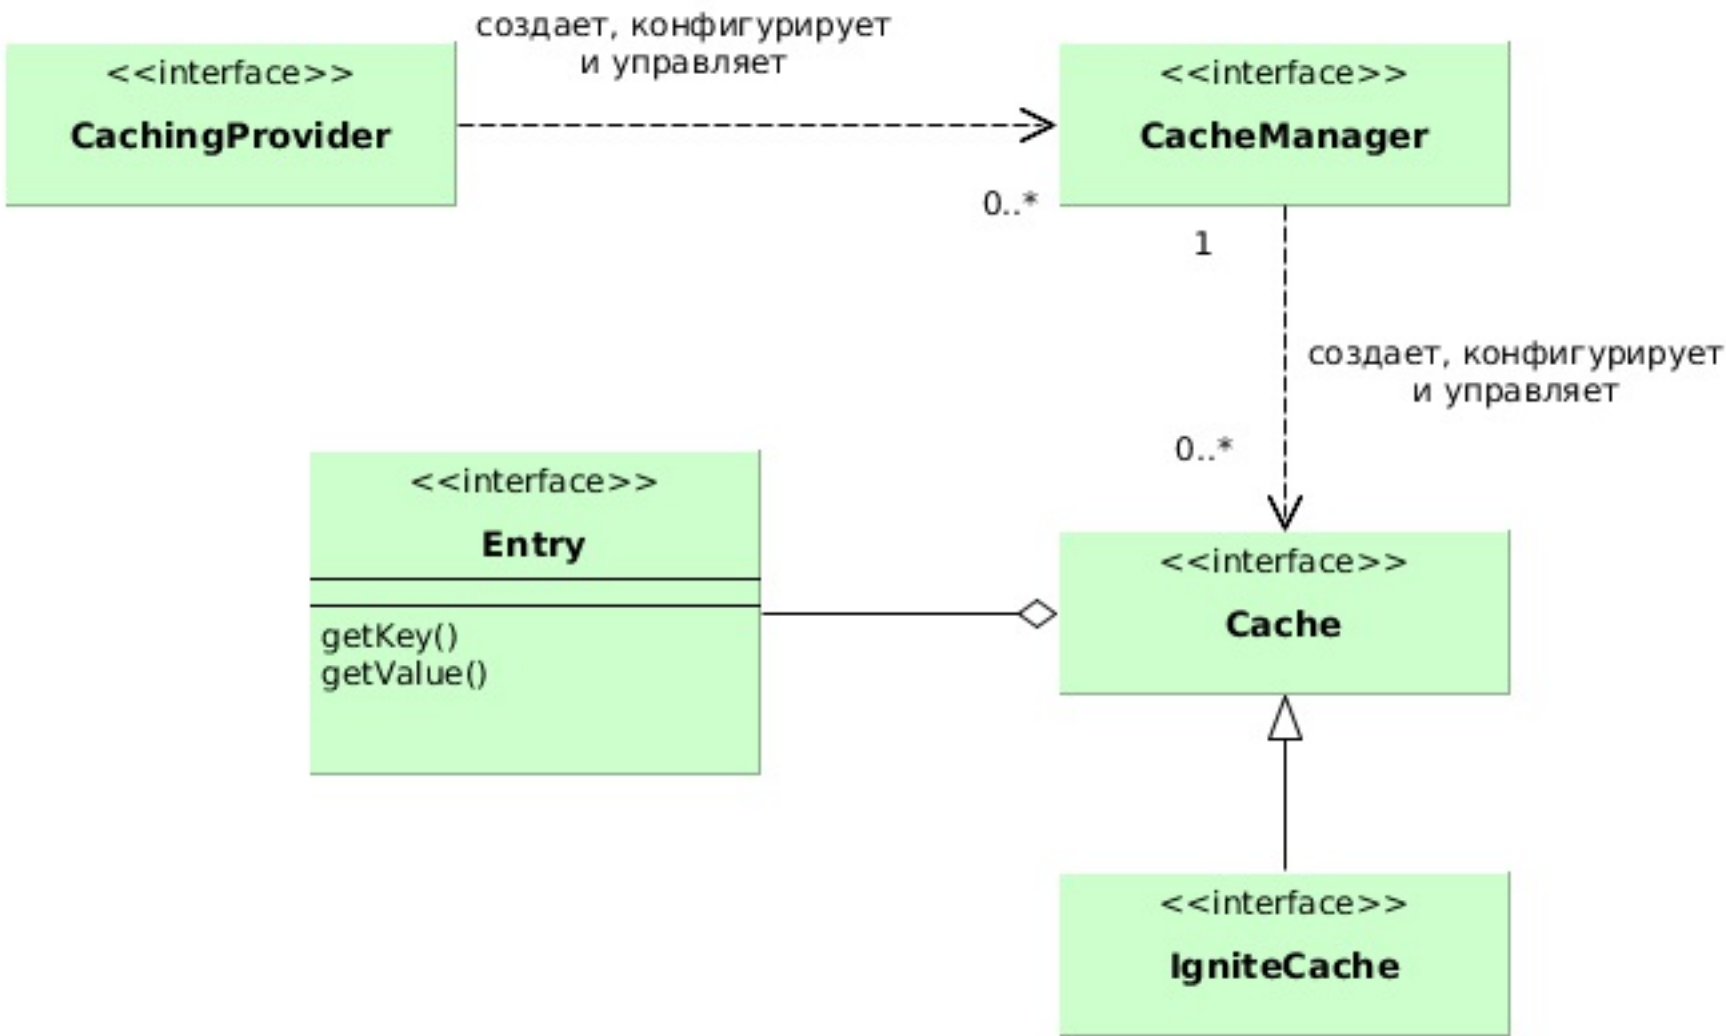 создает, конфигурирует
и управляет
<<interface>>
CachingProvider
<<interface>>
CacheManager
0..*
1
создает, конфигурирует
и управляет
0..*
<<interface>>
Entry
getKey()
getValue()
<<interface>>
Cache
<<interface>>
IgniteCache